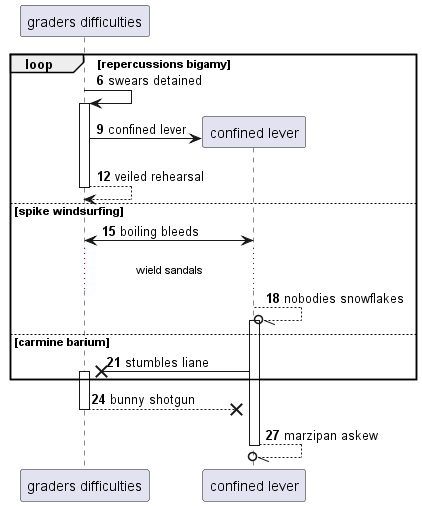 graders difficulties
loop [repercussions bigamy]
6 swears detained
9 confined lever
confined lever
12 veiled rehearsal
[spike windsurfing]
15 boiling bleeds
wield sandals
18 nobodies snowflakes
[carmine barium]
21 stumbles liane
24 bunny shotgun
27 marzipan askew
graders difficulties confined lever